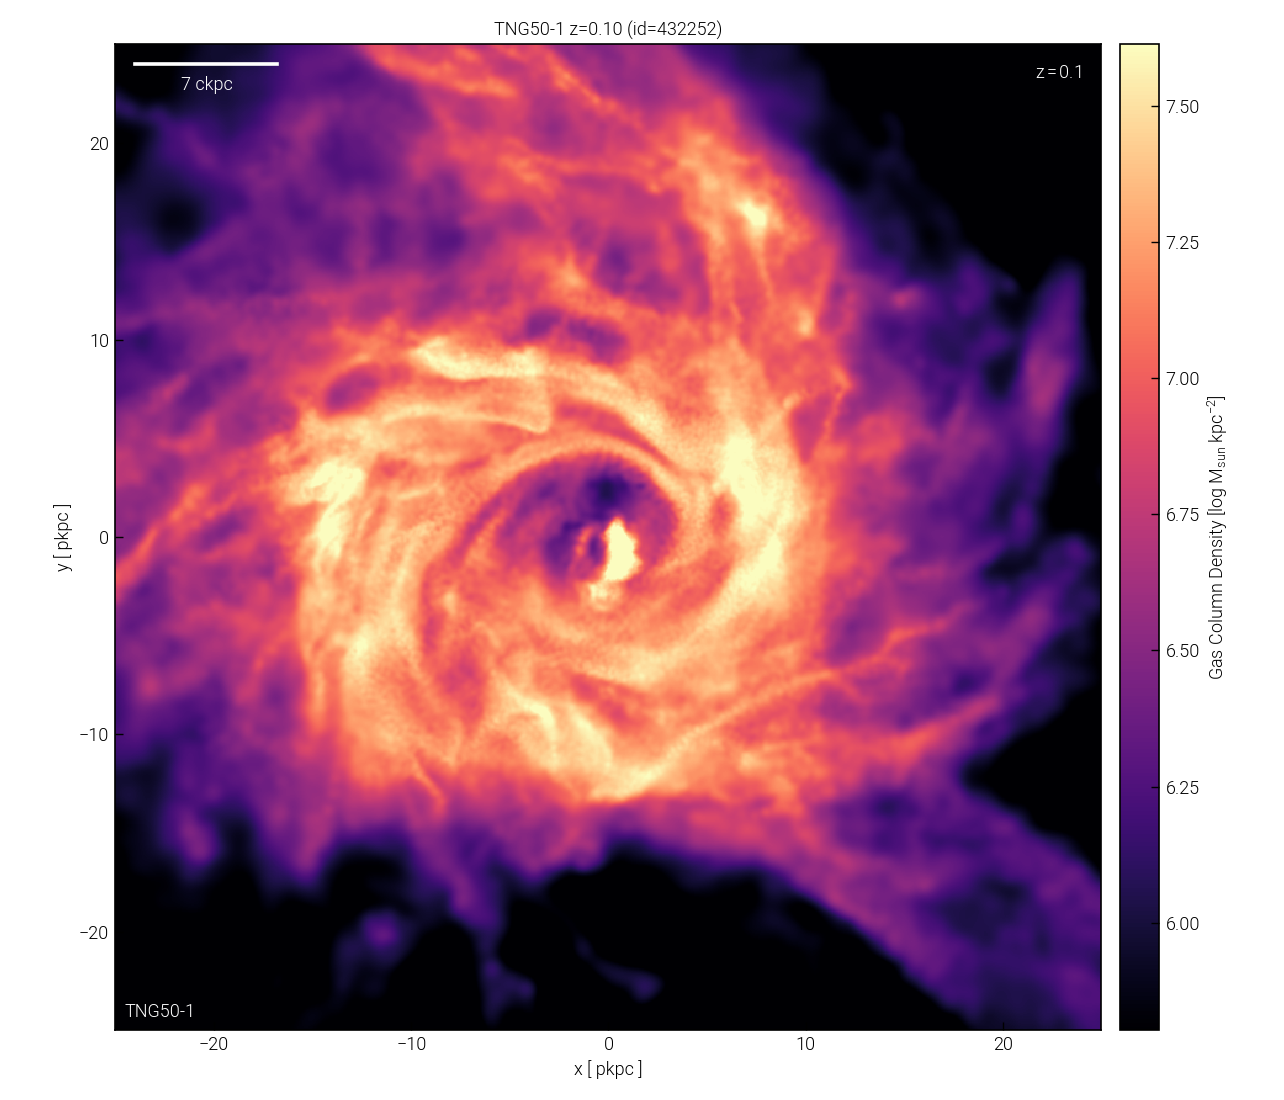 TNG50-1 z=0.10 (id=432252)
7 ckpc
z=0.1
TNG50-1
20
10
0
−10
−20
y [ pkpc ]
−20
−10
0
10
20
x [ pkpc ]
7.50
7.25
7.00
6.75
6.50
6.25
6.00
Gas Column Density [log M_sun kpc^−2]